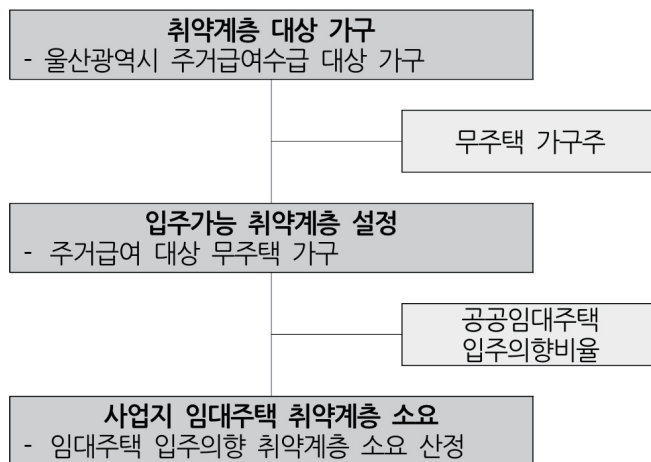 취약계층 대상 가구
- 울산광역시 주거급여수급 대상 가구
무주택 가구주
입주가능 취약계층 설정
- 주거급여 대상 무주택 가구
공공임대주택
입주의향비율
사업지 임대주택 취약계층 소요
- 임대주택 입주의향 취약계층 소요 산정